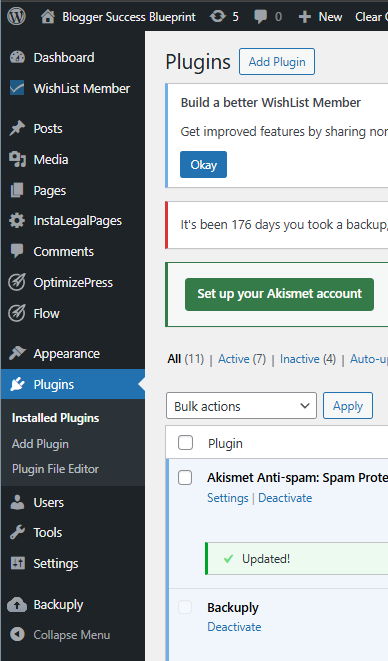 Blogger Success Blueprint 5 0 + New Clear
Dashboard
WishList Member
Posts
Media
Pages
InstaLegalPages
Comments
OptimizePress
Flow
Appearance
Plugins
Installed Plugins
Add Plugin
Plugin File Editor
Users
Tools
Settings
Backuply
Collapse Menu
Plugins Add Plugin
Build a better WishList Member
Get improved features by sharing
Okay
It's been 176 days you took a backup,
Set up your Akismet account
All (11) | Active (7) | Inactive (4) |
Bulk actions Apply
Plugin
Akismet Anti-spam: Spam
Settings | Deactivate
Updated!
Backuply
Deactivate